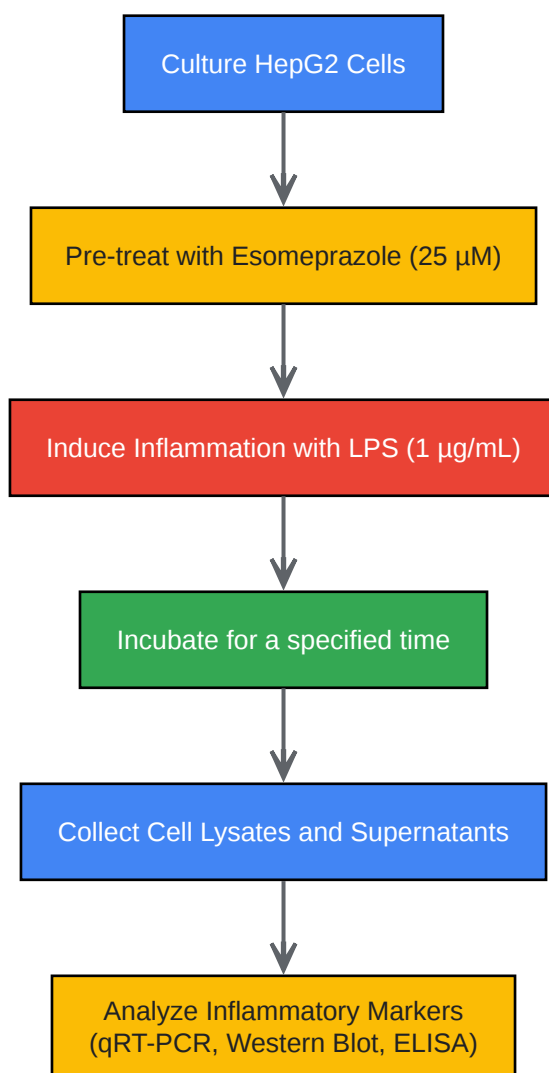 Culture HepG2 Cells
Pre-treat with Esomeprazole (25 µM)
Induce Inflammation with LPS (1 µg/mL)
Incubate for a specified time
Collect Cell Lysates and Supernatants
Analyze Inflammatory Markers
(qRT-PCR, Western Blot, ELISA)